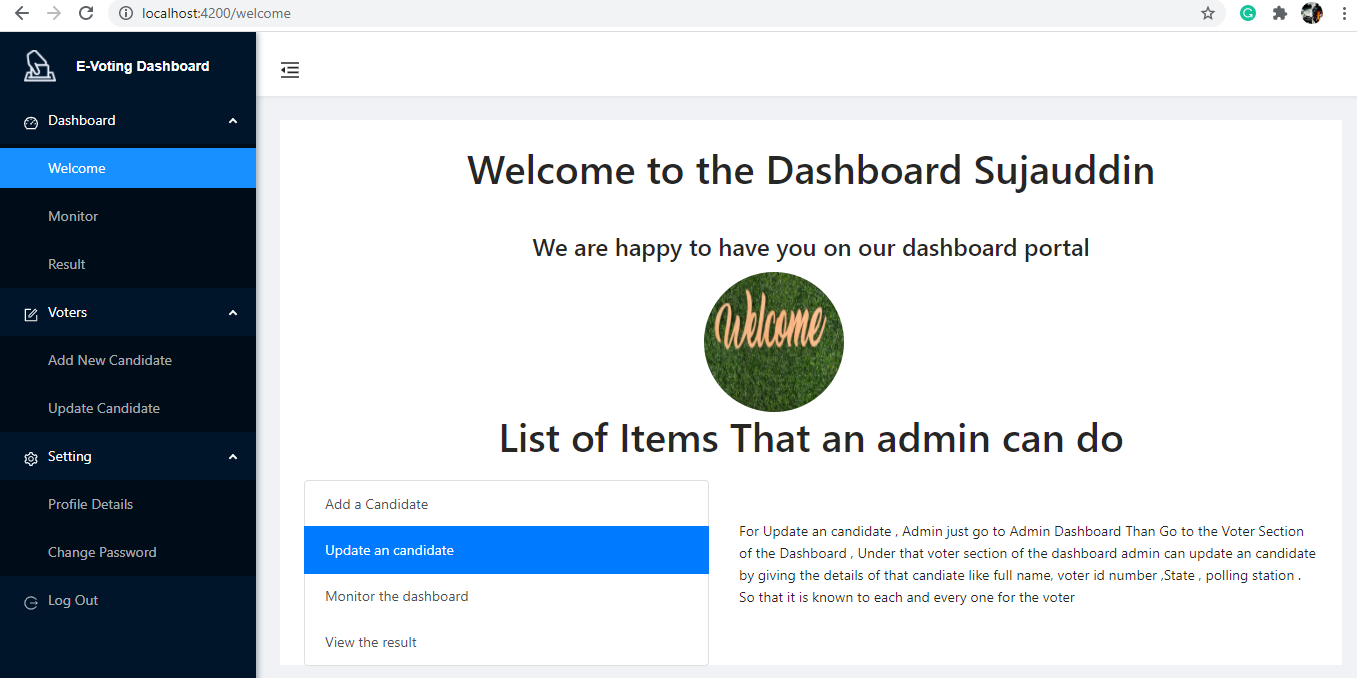 localhost:4200/welcome
E-Voting Dashboard
Dashboard
Welcome
Monitor
Result
Voters
Add New Candidate
Update Candidate
Setting
Profile Details
Change Password
Log Out
Welcome to the Dashboard Sujauddin
We are happy to have you on our dashboard portal
Welcome
List of Items That an admin can do
Add a Candidate
Update an candidate
Monitor the dashboard
View the result
For Update an candidate , Admin just go to Admin Dashboard Than Go to the Voter Section
of the Dashboard , Under that voter section of the dashboard admin can update an candidate
by giving the details of that candiate like full name, voter id number ,State , polling station .
So that it is known to each and every one for the voter